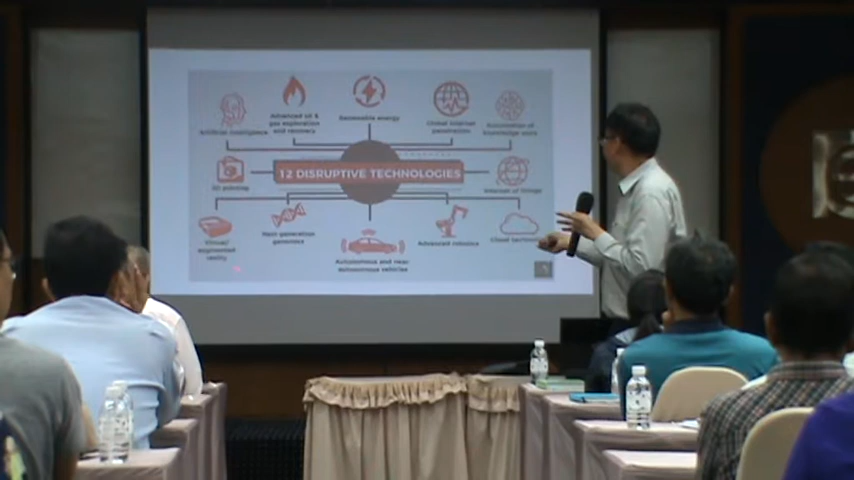 Artificial intelligence
Advanced oil &
gas exploration
and recovery
Renewable energy
Global internet
penetration
Automation of
knowledge work
3D printing
12 DISRUPTIVE TECHNOLOGIES
Internet of things
Virtual/
augmented
reality
Next-generation
genomics
Autonomous and near-
autonomous vehicles
Advanced robotics
Cloud